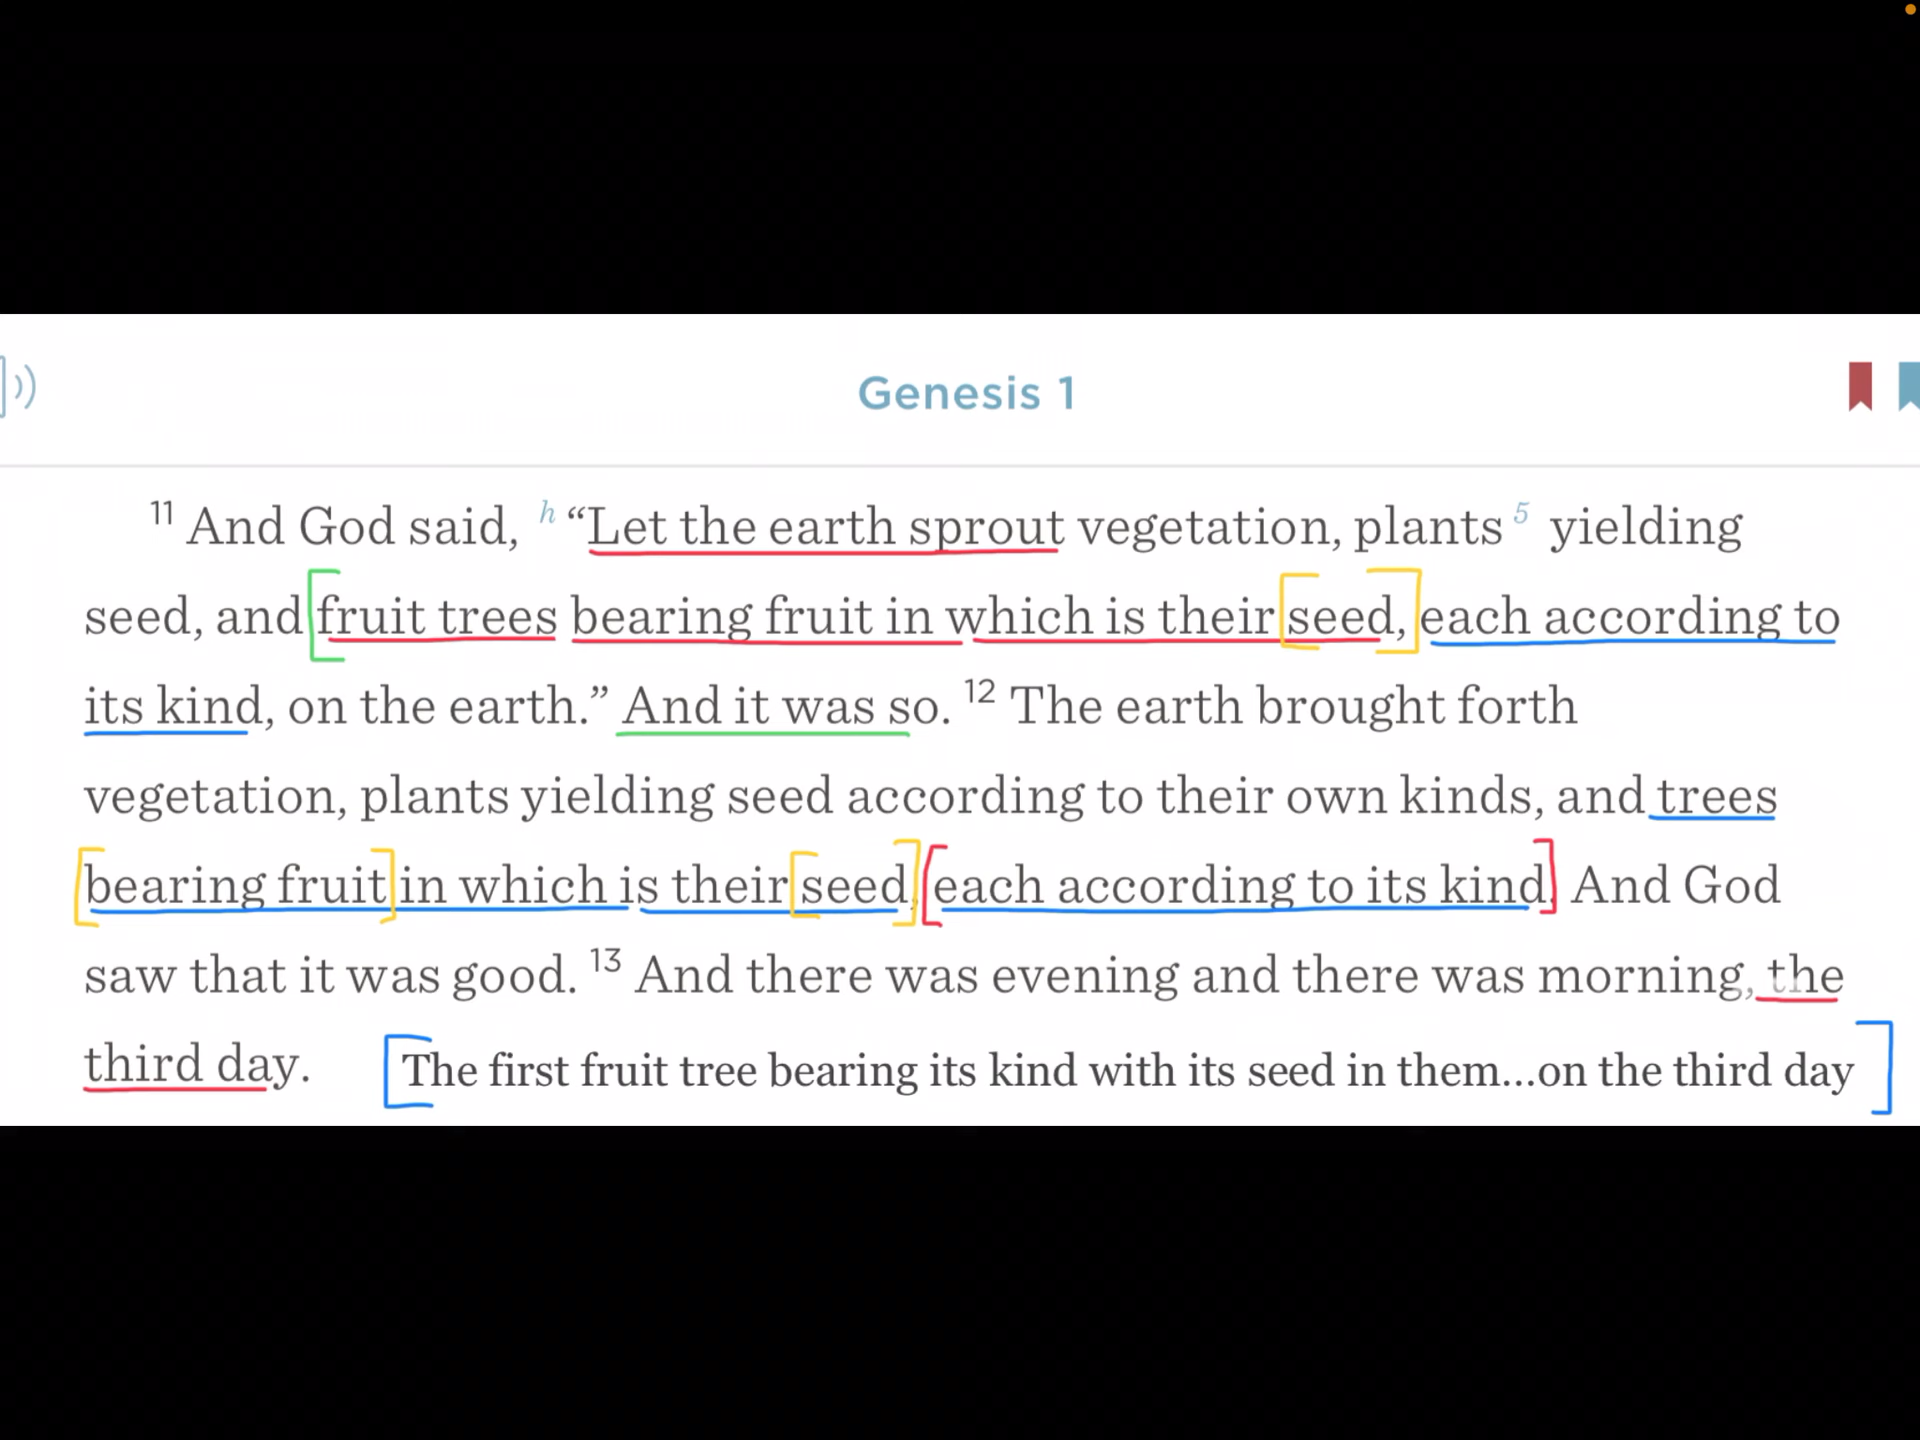 Genesis 1
11 And God said, h “Let the earth sprout vegetation, plants 5 yielding
seed, and fruit trees bearing fruit in which is their seed, each according to
its kind, on the earth.” And it was so. 12 The earth brought forth
vegetation, plants yielding seed according to their own kinds, and trees
bearing fruit in which is their seed, each according to its kind. And God
saw that it was good. 13 And there was evening and there was morning, the
third day.
The first fruit tree bearing its kind with its seed in them...on the third day